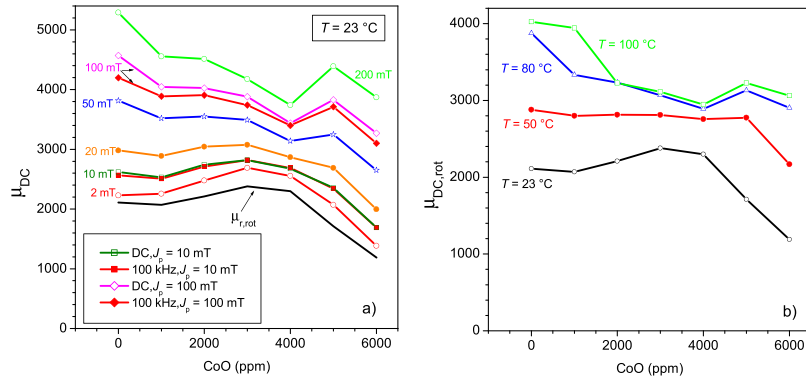 T = 23 °C
5000
4000
3000
2000
1000
0
μDC
200 mT
100 mT
50 mT
20 mT
10 mT
2 mT
μr,rot
DC,Jp = 10 mT
100 kHz,Jp = 10 mT
DC,Jp = 100 mT
100 kHz,Jp = 100 mT
a)
0 2000 4000 6000
CoO (ppm)
4000
3000
2000
1000
0
μDC,rot
T = 100 °C
T = 80 °C
T = 50 °C
T = 23 °C
b)
0 1000 2000 3000 4000 5000 6000
CoO (ppm)